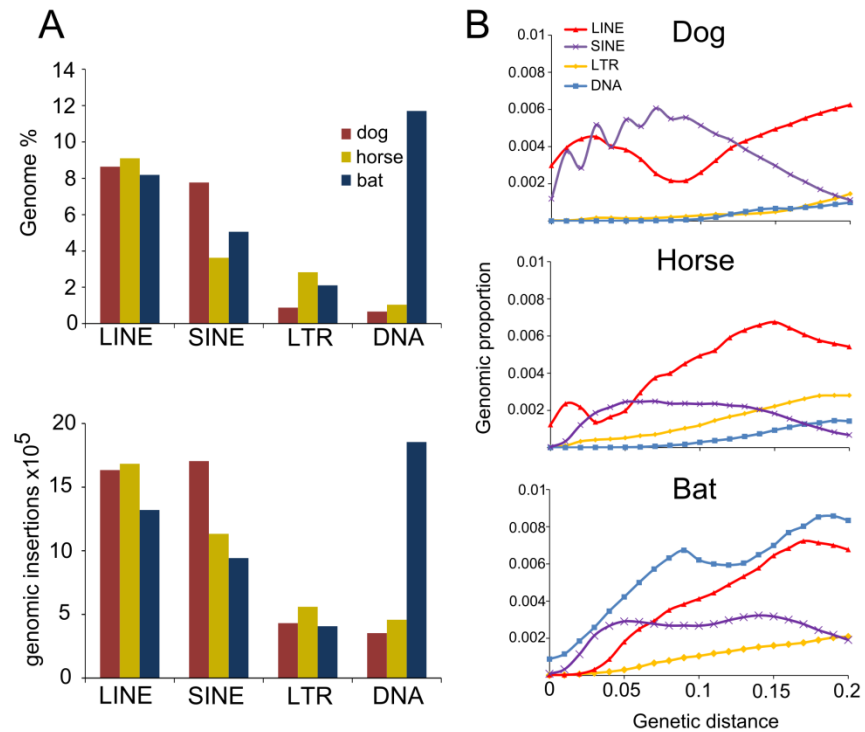 A
14
12
10
8
6
4
2
0
Genome %
dog
horse
bat
LINE SINE LTR DNA
20
15
10
5
0
genomic insertions x10⁵
LINE SINE LTR DNA
B
Dog
LINE
SINE
LTR
DNA
0.01
0.008
0.006
0.004
0.002
Horse
0.01
0.008
0.006
0.004
0.002
Genomic proportion
Bat
0.01
0.008
0.006
0.004
0.002
0 0.05 0.1 0.15 0.2
Genetic distance